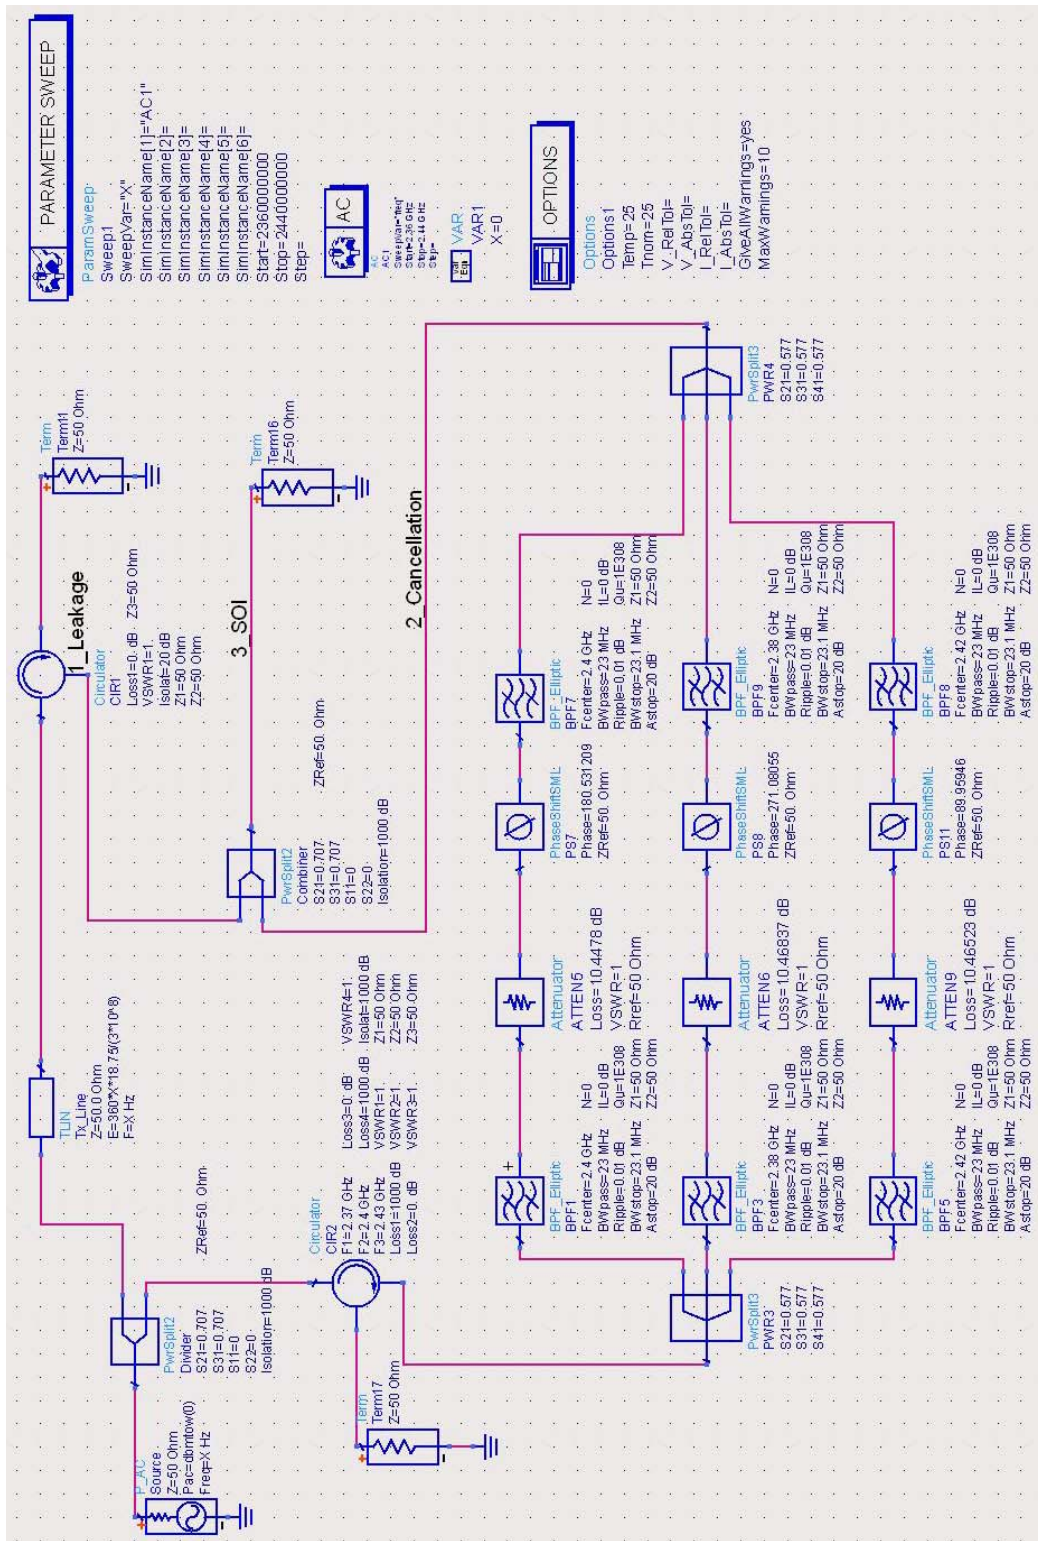 PARAMETER SWEEP
ParamSweep
Sweep1
SweepVar="X"
SimInstanceName[1]="AC1"
SimInstanceName[2]=
SimInstanceName[3]=
SimInstanceName[4]=
SimInstanceName[5]=
SimInstanceName[6]=
Start=2360000000
Stop=2440000000
Step=
AC
AC
AC1
SweepVar="freq"
Start=2.36 GHz
Stop=2.44 GHz
Step=
Var
Eqn
VAR
VAR1
X=0
OPTIONS
Options
Options1
Temp=25
Tnom=25
V_RelTol=
V_AbsTol=
I_RelTol=
I_AbsTol=
GiveAllWarnings=yes
MaxWarnings=10
P_AC
Source
Z=50 Ohm
Pac=dbmtow(0)
Freq=X Hz
PwrSplit2
Divider
S21=0.707
S31=0.707
S11=0
S22=0
Isolation=1000 dB
ZRef=50. Ohm
TLIN
Tx_Line
Z=50.0 Ohm
E=360*X*18.75/(3*10^8)
F=X Hz
1_Leakage
Circulator
CIR1
Loss1=0. dB
VSWR1=1.
Isolat=20 dB
Z1=50 Ohm
Z2=50 Ohm
Z3=50 Ohm
Term
Term11
Z=50 Ohm
Term
Term17
Z=50 Ohm
Circulator
CIR2
F1=2.37 GHz
F2=2.4 GHz
F3=2.43 GHz
Loss1=1000 dB
Loss2=0. dB
Loss3=0. dB
Loss4=1000 dB
VSWR1=1.
VSWR2=1.
VSWR3=1.
VSWR4=1.
Isolat=1000 dB
Z1=50 Ohm
Z2=50 Ohm
Z3=50 Ohm
PwrSplit2
Combiner
S21=0.707
S31=0.707
S11=0
S22=0
Isolation=1000 dB
ZRef=50. Ohm
3_SOI
Term
Term16
Z=50 Ohm
2_Cancellation
PwrSplit3
PWR3
S21=0.577
S31=0.577
S41=0.577
BPF_Elliptic
BPF1
Fcenter=2.4 GHz
BWpass=23 MHz
Ripple=0.01 dB
BWstop=23.1 MHz
Astop=20 dB
N=0
IL=0 dB
Qu=1E308
Z1=50 Ohm
Z2=50 Ohm
Attenuator
ATTEN5
Loss=10.4478 dB
VSWR=1
Rref=50 Ohm
PhaseShiftSML
PS7
Phase=180.531209
ZRef=50. Ohm
BPF_Elliptic
BPF7
Fcenter=2.4 GHz
BWpass=23 MHz
Ripple=0.01 dB
BWstop=23.1 MHz
Astop=20 dB
N=0
IL=0 dB
Qu=1E308
Z1=50 Ohm
Z2=50 Ohm
BPF_Elliptic
BPF3
Fcenter=2.38 GHz
BWpass=23 MHz
Ripple=0.01 dB
BWstop=23.1 MHz
Astop=20 dB
N=0
IL=0 dB
Qu=1E308
Z1=50 Ohm
Z2=50 Ohm
Attenuator
ATTEN6
Loss=10.46837 dB
VSWR=1
Rref=50 Ohm
PhaseShiftSML
PS8
Phase=271.08055
ZRef=50. Ohm
BPF_Elliptic
BPF9
Fcenter=2.38 GHz
BWpass=23 MHz
Ripple=0.01 dB
BWstop=23.1 MHz
Astop=20 dB
N=0
IL=0 dB
Qu=1E308
Z1=50 Ohm
Z2=50 Ohm
BPF_Elliptic
BPF5
Fcenter=2.42 GHz
BWpass=23 MHz
Ripple=0.01 dB
BWstop=23.1 MHz
Astop=20 dB
N=0
IL=0 dB
Qu=1E308
Z1=50 Ohm
Z2=50 Ohm
Attenuator
ATTEN9
Loss=10.46523 dB
VSWR=1
Rref=50 Ohm
PhaseShiftSML
PS11
Phase=89.95946
ZRef=50. Ohm
BPF_Elliptic
BPF8
Fcenter=2.42 GHz
BWpass=23 MHz
Ripple=0.01 dB
BWstop=23.1 MHz
Astop=20 dB
N=0
IL=0 dB
Qu=1E308
Z1=50 Ohm
Z2=50 Ohm
PwrSplit3
PWR4
S21=0.577
S31=0.577
S41=0.577